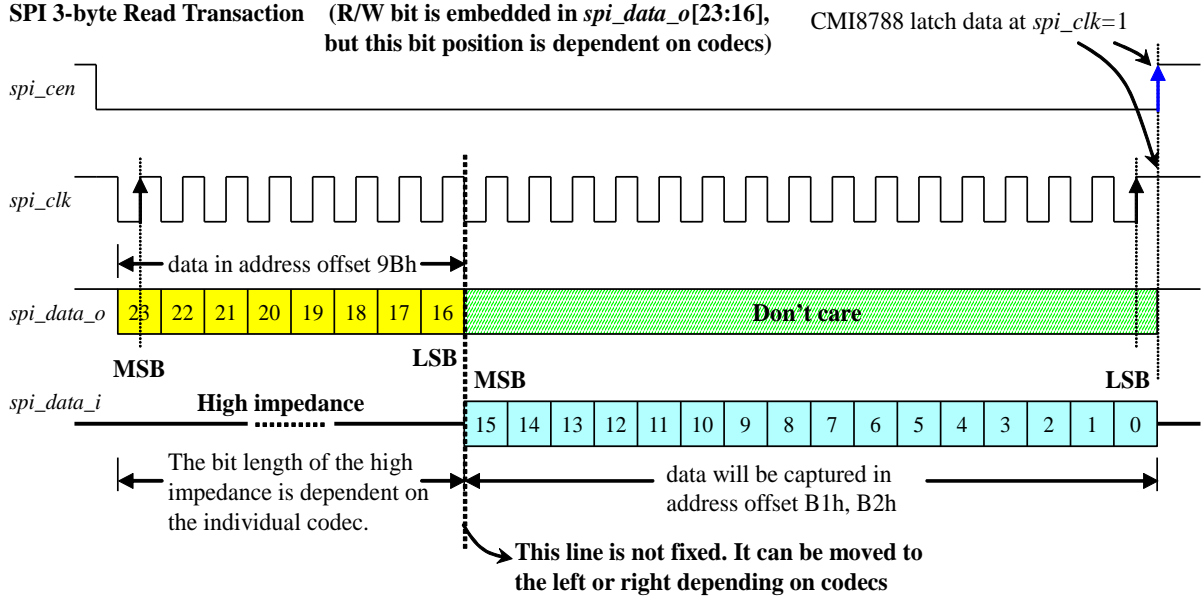 SPI 3-byte Read Transaction (R/W bit is embedded in spi_data_o[23:16],
but this bit position is dependent on codecs)
CMI8788 latch data at spi_clk=1
spi_cen
spi_clk
data in address offset 9Bh
spi_data_o 23 22 21 20 19 18 17 16 Don't care
MSB LSB MSB LSB
spi_data_i High impedance
15 14 13 12 11 10 9 8 7 6 5 4 3 2 1 0
The bit length of the high
impedance is dependent on
the individual codec.
data will be captured in
address offset B1h, B2h
This line is not fixed. It can be moved to
the left or right depending on codecs